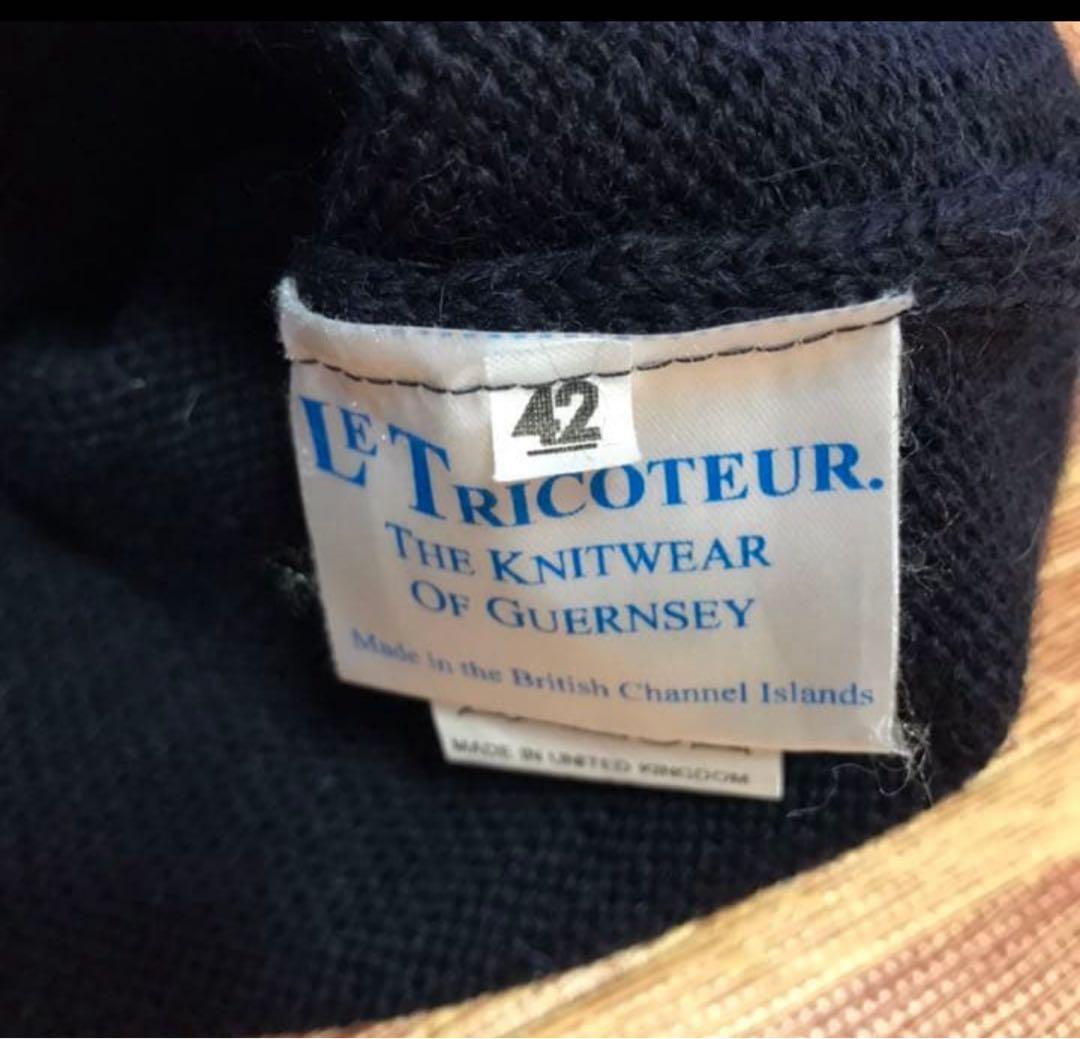 42
LE TRICOTEUR.
THE KNITWEAR
OF GUERNSEY
Made in the British Channel Islands
MADE IN UNITED KINGDOM